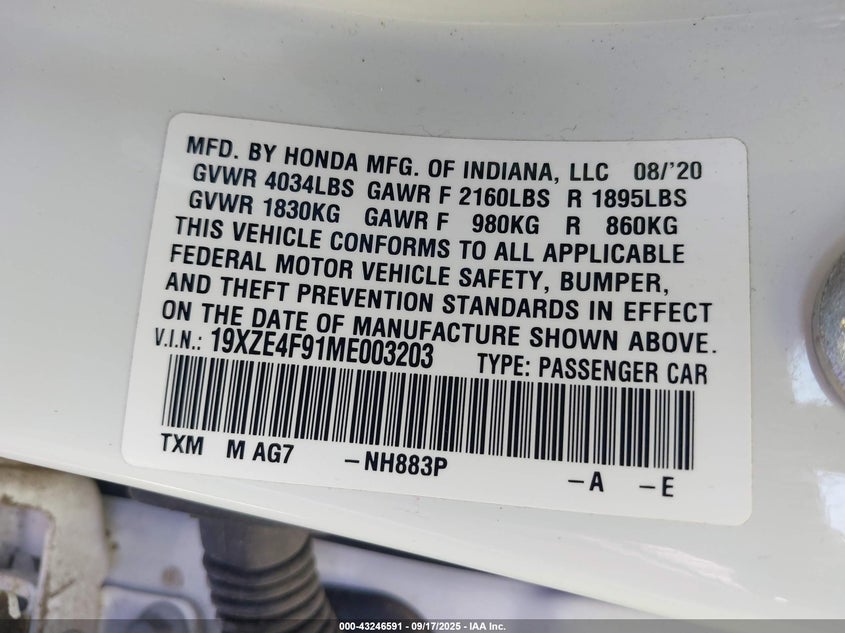 MFD. BY HONDA MFG. OF INDIANA, LLC 08/'20
GVWR 4034LBS GAWR F 2160LBS R 1895LBS
GVWR 1830KG GAWR F 980KG R 860KG
THIS VEHICLE CONFORMS TO ALL APPLICABLE
FEDERAL MOTOR VEHICLE SAFETY, BUMPER,
AND THEFT PREVENTION STANDARDS IN EFFECT
ON THE DATE OF MANUFACTURE SHOWN ABOVE.
V.I.N.: 19XZE4F91ME003203 TYPE: PASSENGER CAR
TXM M AG7 -NH883P -A -E
000-43246591 - 09/17/2025 - IAA Inc.